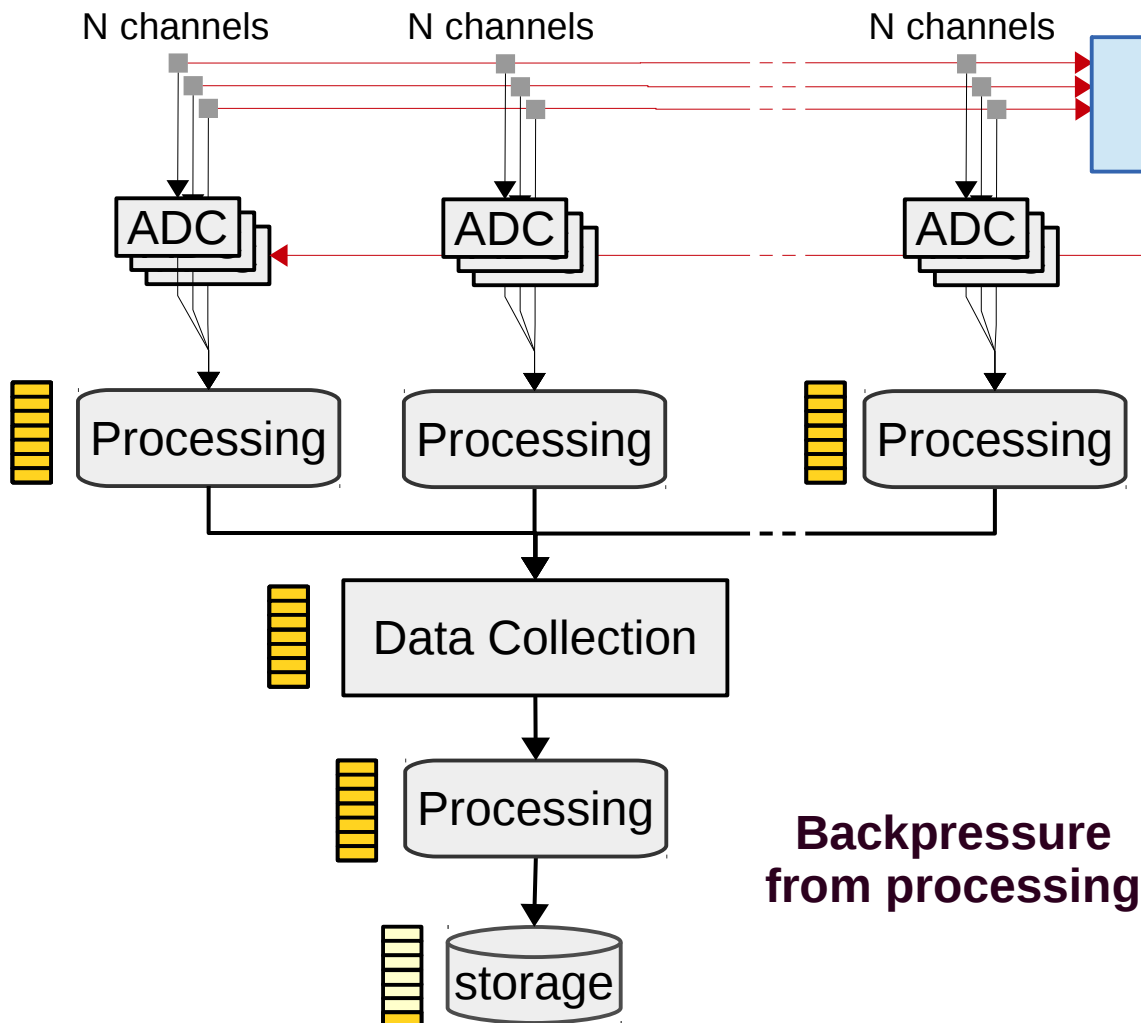 N channels
N channels
N channels
ADC
ADC
ADC
Processing
Processing
Processing
Data Collection
Processing
Backpressure
from processing
storage